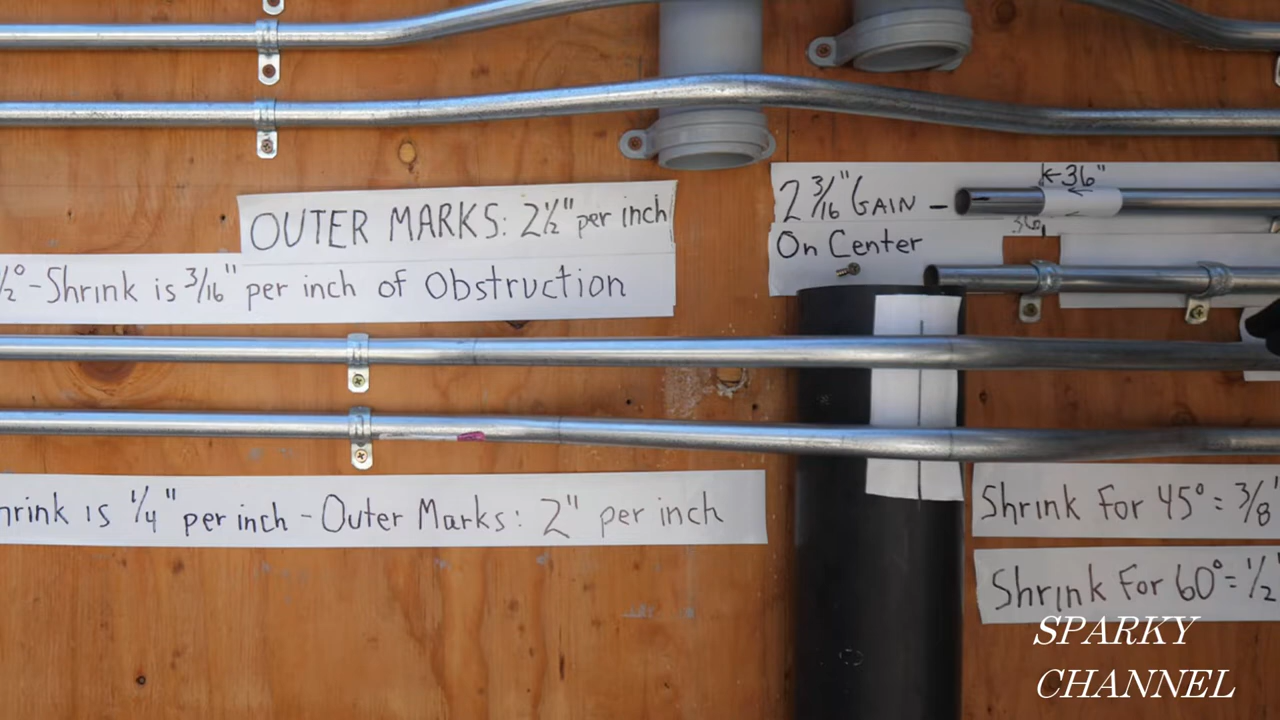 OUTER MARKS: 2½" per inch
½° - Shrink is 3/16" per inch of Obstruction
2 3/16" GAIN -
On Center
36"
36
hrink is 1/4" per inch - Outer Marks: 2" per inch
Shrink For 45° = 3/8"
Shrink For 60° = 1/2
SPARKY
CHANNEL